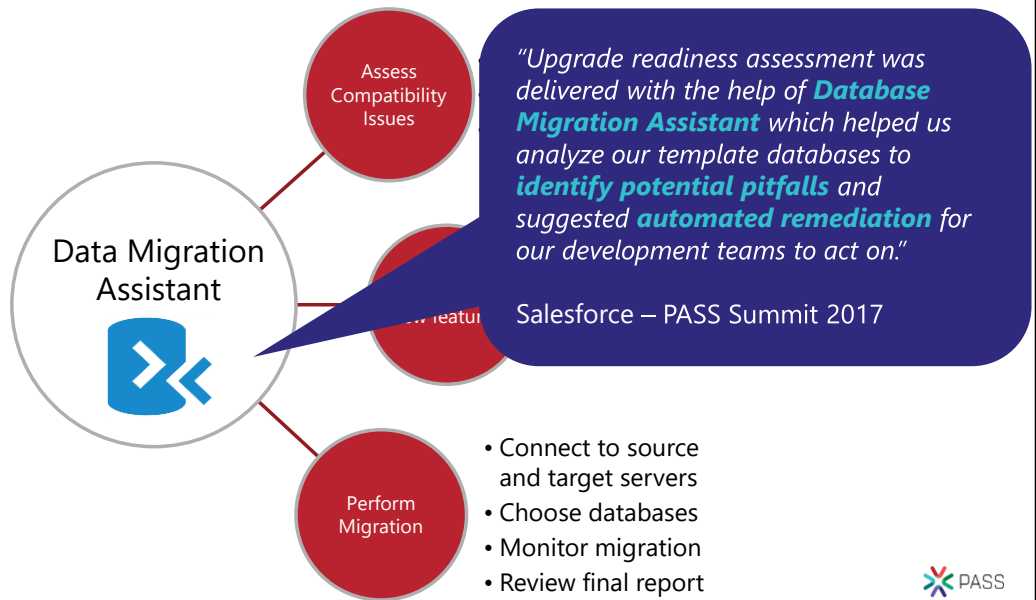 Data Migration
Assistant
Assess
Compatibility
Issues
“Upgrade readiness assessment was
delivered with the help of Database
Migration Assistant which helped us
analyze our template databases to
identify potential pitfalls and
suggested automated remediation for
our development teams to act on.”
Salesforce – PASS Summit 2017
Perform
Migration
• Connect to source
and target servers
• Choose databases
• Monitor migration
• Review final report
PASS